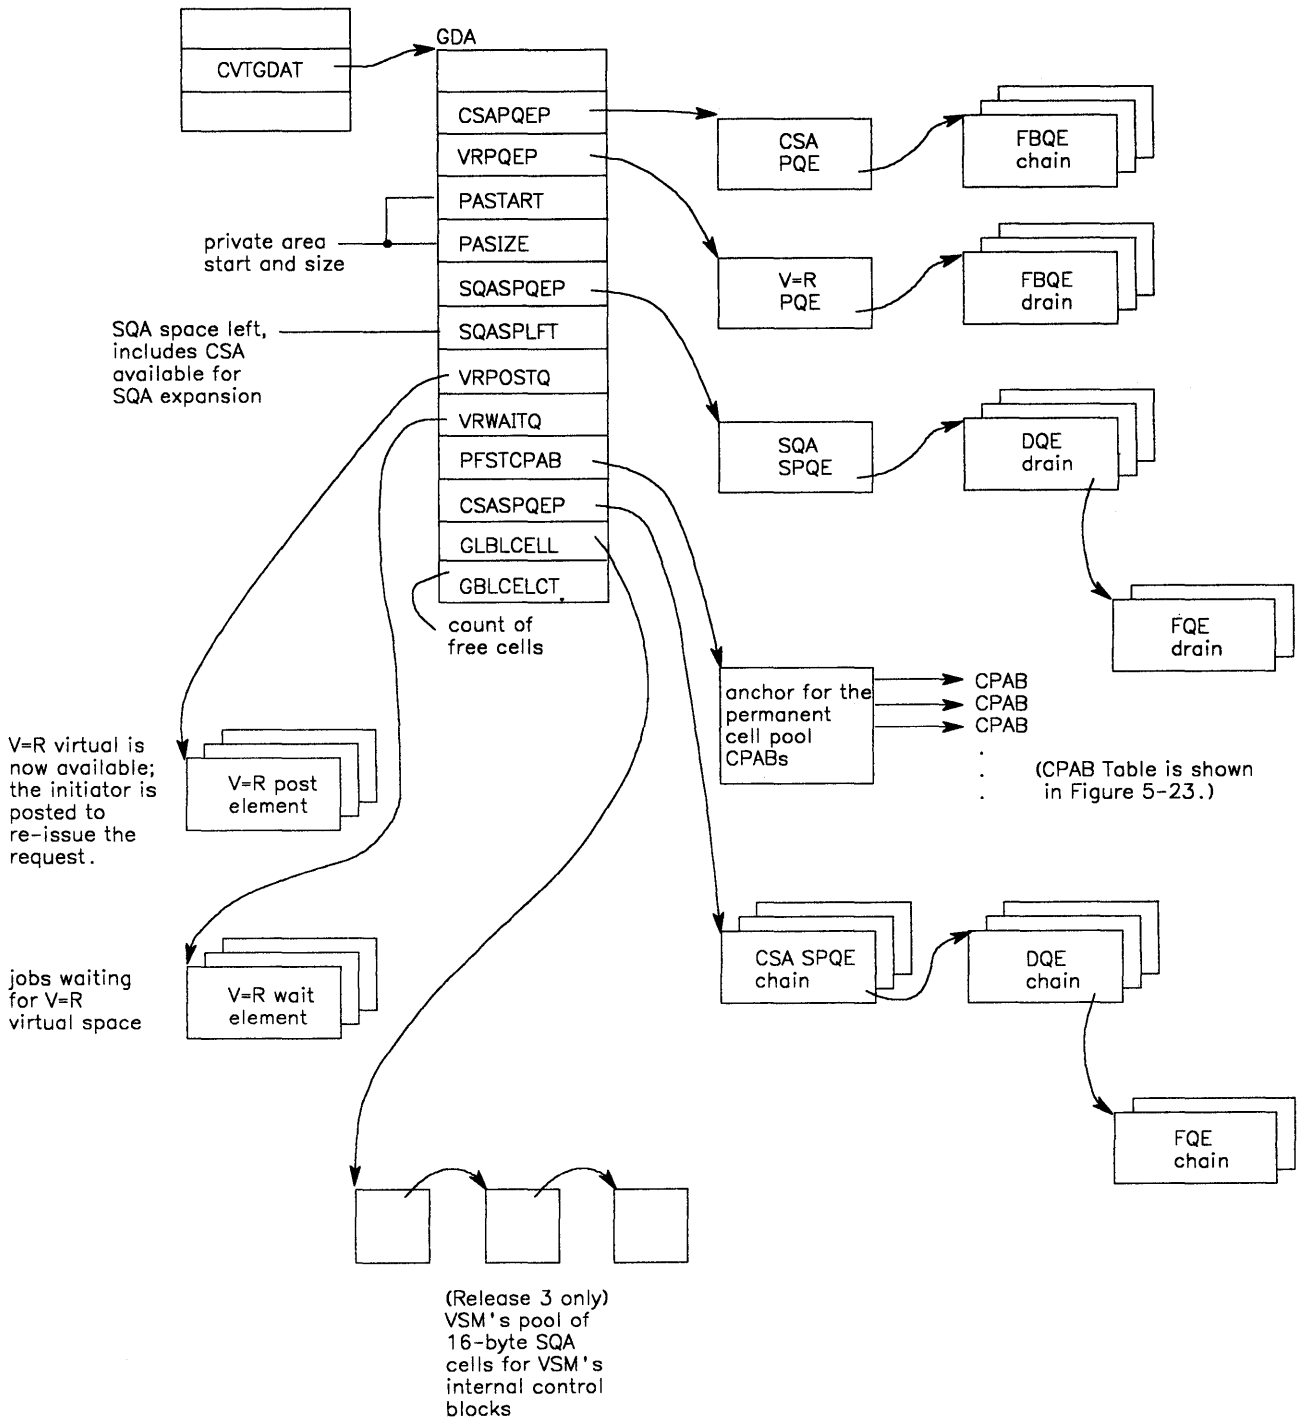 GDA
CVTGDAT
CSAPQEP
VRPQEP
PASTART
PASIZE
SQASPQEP
SQASPLFT
VRPOSTQ
VRWAITQ
PFSTCPAB
CSASPQEP
GLBLCELL
GBLCELCT
private area
start and size
SQA space left,
includes CSA
available for
SQA expansion
count of
free cells
CSA
PQE
FBQE
chain
V=R
PQE
FBQE
drain
SQA
SPQE
DQE
drain
FQE
drain
anchor for the
permanent
cell pool
CPABs
CPAB
CPAB
CPAB
.
.
.
(CPAB Table is shown
in Figure 5-23.)
V=R virtual is
now available;
the initiator is
posted to
re-issue the
request.
V=R post
element
jobs waiting
for V=R
virtual space
V=R wait
element
CSA SPQE
chain
DQE
chain
FQE
chain
(Release 3 only)
VSM's pool of
16-byte SQA
cells for VSM's
internal control
blocks